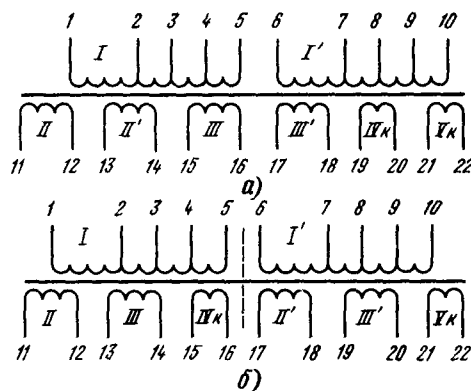 1 2 3 4 5 6 7 8 9 10
I I'
II II' III III' IVк Vк
11 12 13 14 15 16 17 18 19 20 21 22
а)
1 2 3 4 5 6 7 8 9 10
I I'
II III IVк II' III' Vк
11 12 13 14 15 16 17 18 19 20 21 22
б)